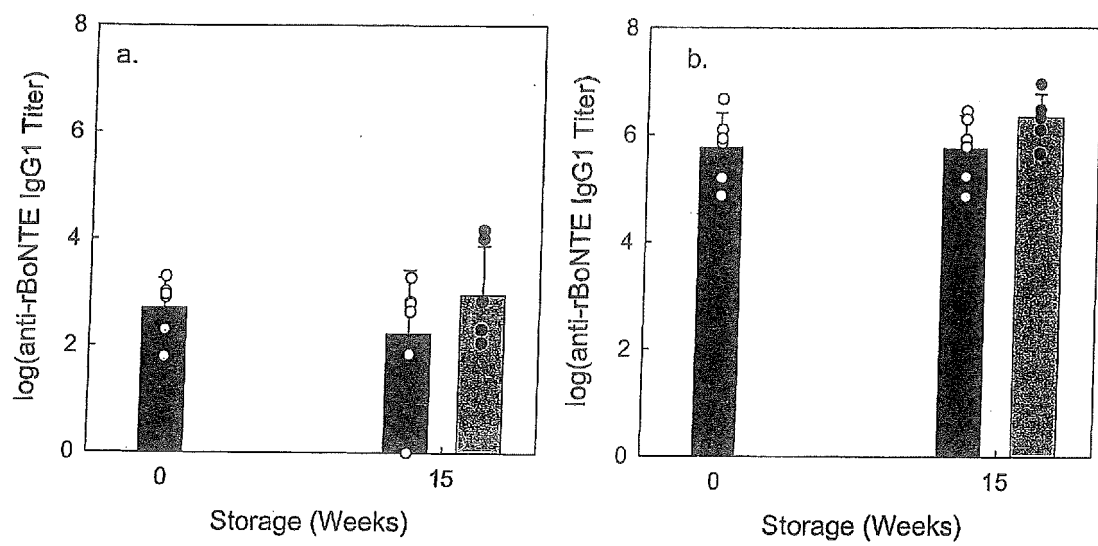 a.
log(anti-rBoNTE IgG1 Titer)
8
6
4
2
0
0
15
Storage (Weeks)
b.
log(anti-rBoNTE IgG1 Titer)
8
6
4
2
0
0
15
Storage (Weeks)